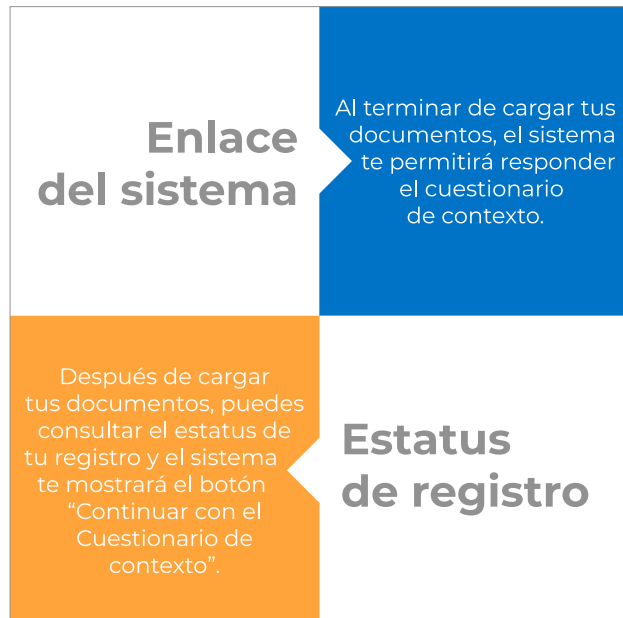 Enlace
del sistema
Al terminar de cargar tus
documentos, el sistema
te permitirá responder
el cuestionario
de contexto.
Después de cargar
tus documentos, puedes
consultar el estatus de
tu registro y el sistema
te mostrará el botón
“Continuar con el
Cuestionario de
contexto”.
Estatus
de registro